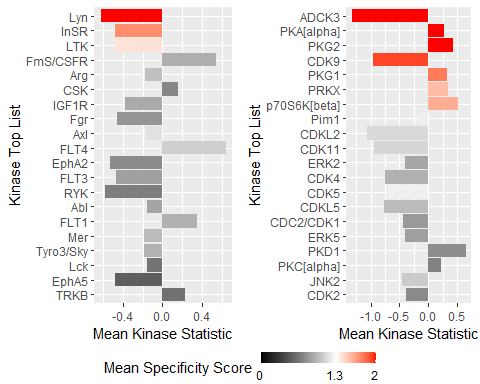 Kinase Top List
Lyn
InSR
LTK
FmS/CSFR
Arg
CSK
IGF1R
Fgr
Axl
FLT4
EphA2
FLT3
RYK
Abl
FLT1
Mer
Tyro3/Sky
Lck
EphA5
TRKB
-0.4 0.0 0.4
Mean Kinase Statistic
Kinase Top List
ADCK3
PKA[alpha]
PKG2
CDK9
PKG1
PRKX
p70S6K[beta]
Pim1
CDKL2
CDK11
ERK2
CDK4
CDK5
CDKL5
CDC2/CDK1
ERK5
PKD1
PKC[alpha]
JNK2
CDK2
-1.0 -0.5 0.0 0.5
Mean Kinase Statistic
Mean Specificity Score
0 1.3 2